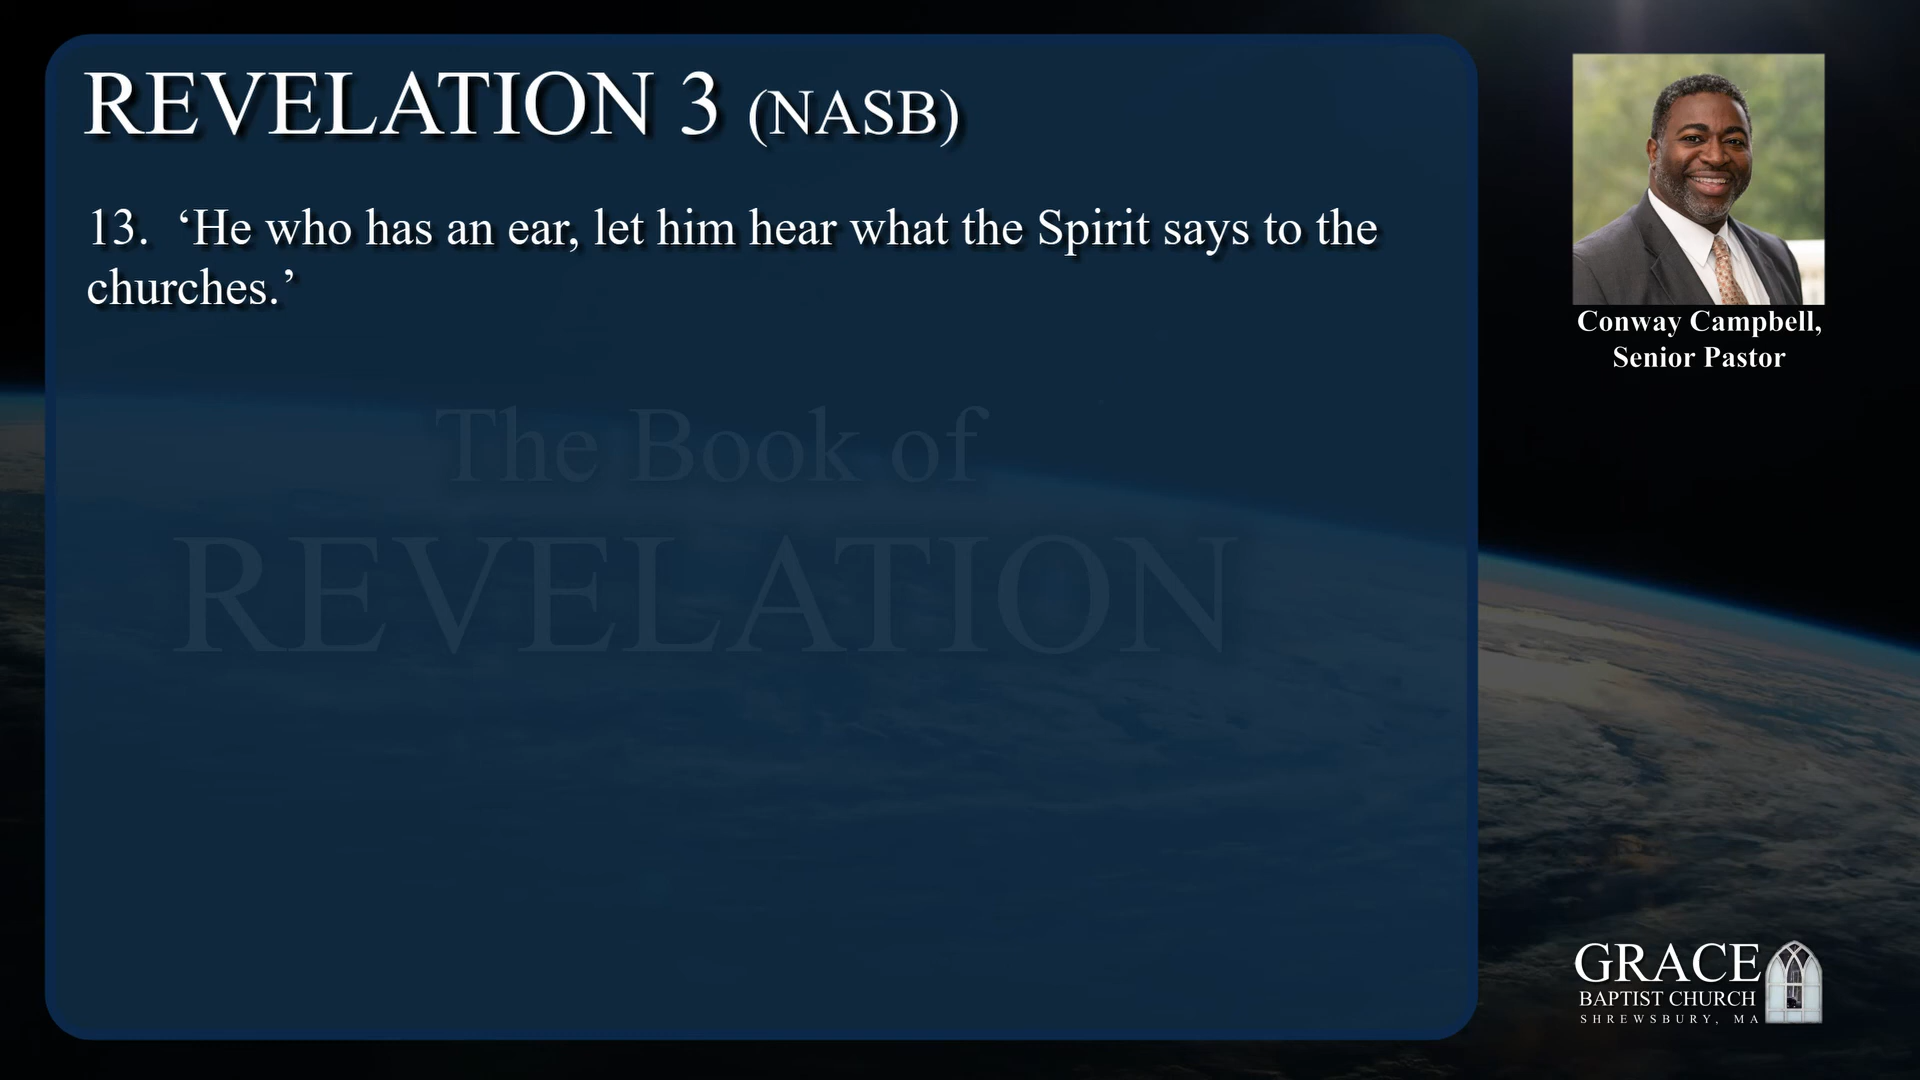 REVELATION 3 (NASB)
13. ‘He who has an ear, let him hear what the Spirit says to the
churches.’
The Book of
REVELATION
Conway Campbell,
Senior Pastor
GRACE
BAPTIST CHURCH
SHREWSBURY, MA